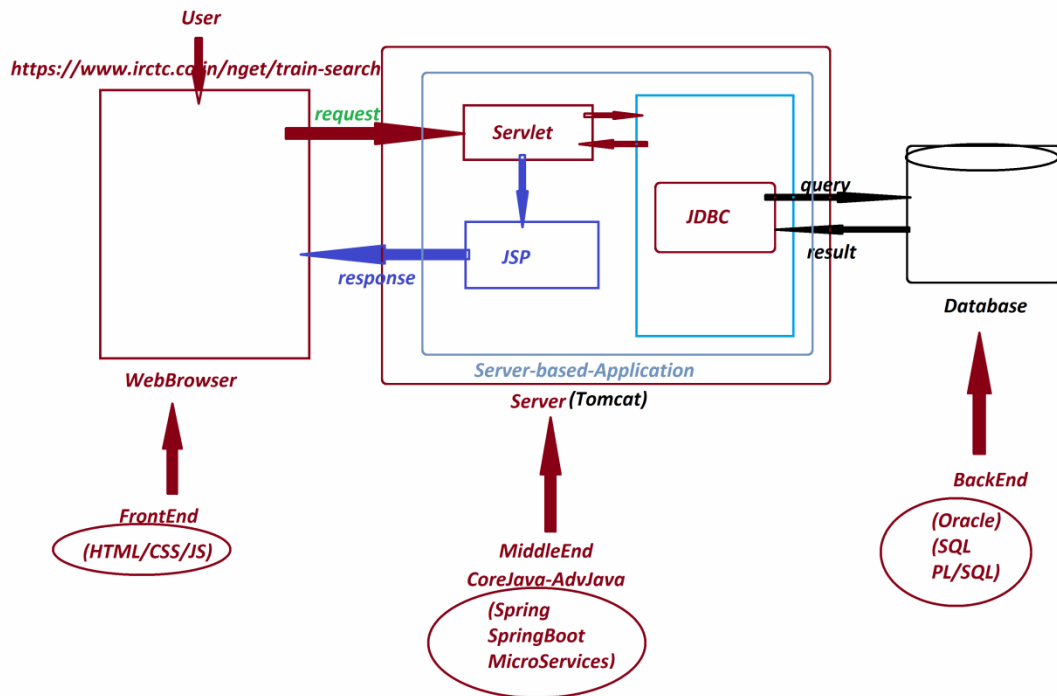 User
https://www.irctc.co.in/nget/train-search
request
Servlet
query
JDBC
JSP
result
response
Database
Server-based-Application
WebBrowser
Server (Tomcat)
BackEnd
FrontEnd
(Oracle)
(HTML/CSS/JS)
(SQL
MiddleEnd
PL/SQL)
CoreJava-AdvJava
(Spring
SpringBoot
MicroServices)